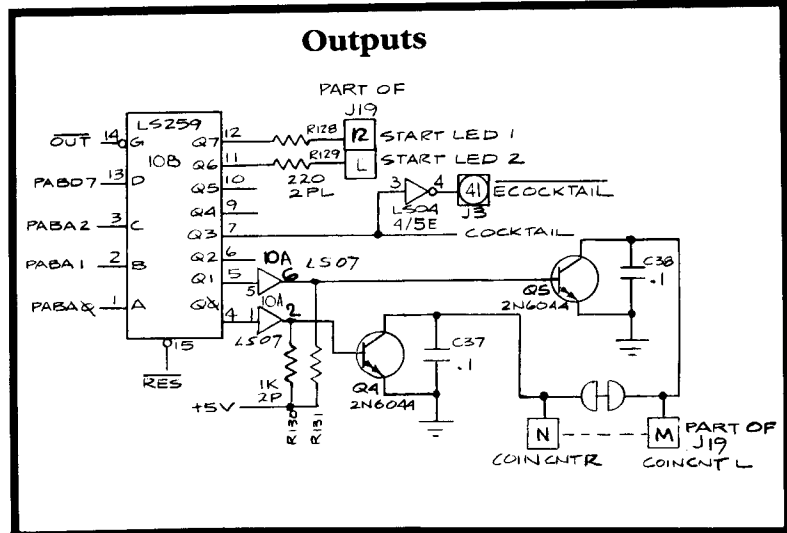 Outputs
PART OF
J19
LS259
10B
OUT 14 G Q7 12 R128 R START LED 1
Q6 11 R129 L START LED 2
PABD7 13 D Q5 10 220
2PL
Q4 9
3 4 41 ECOCKTAIL
LS04 J3
4/5E
PABA2 3 C Q3 7 COCKTAIL
Q2 6
PABA1 2 B Q1 5 5 10A 6 LS07
PABA0 1 A Q0 4 1 10A 2
LS07
15
RES
Q5
2N6044
C38
.1
Q4
2N6044
C37
.1
1K
2P
+5V
R130
R131
N M PART OF
J19
COINCNTR COINCNT L